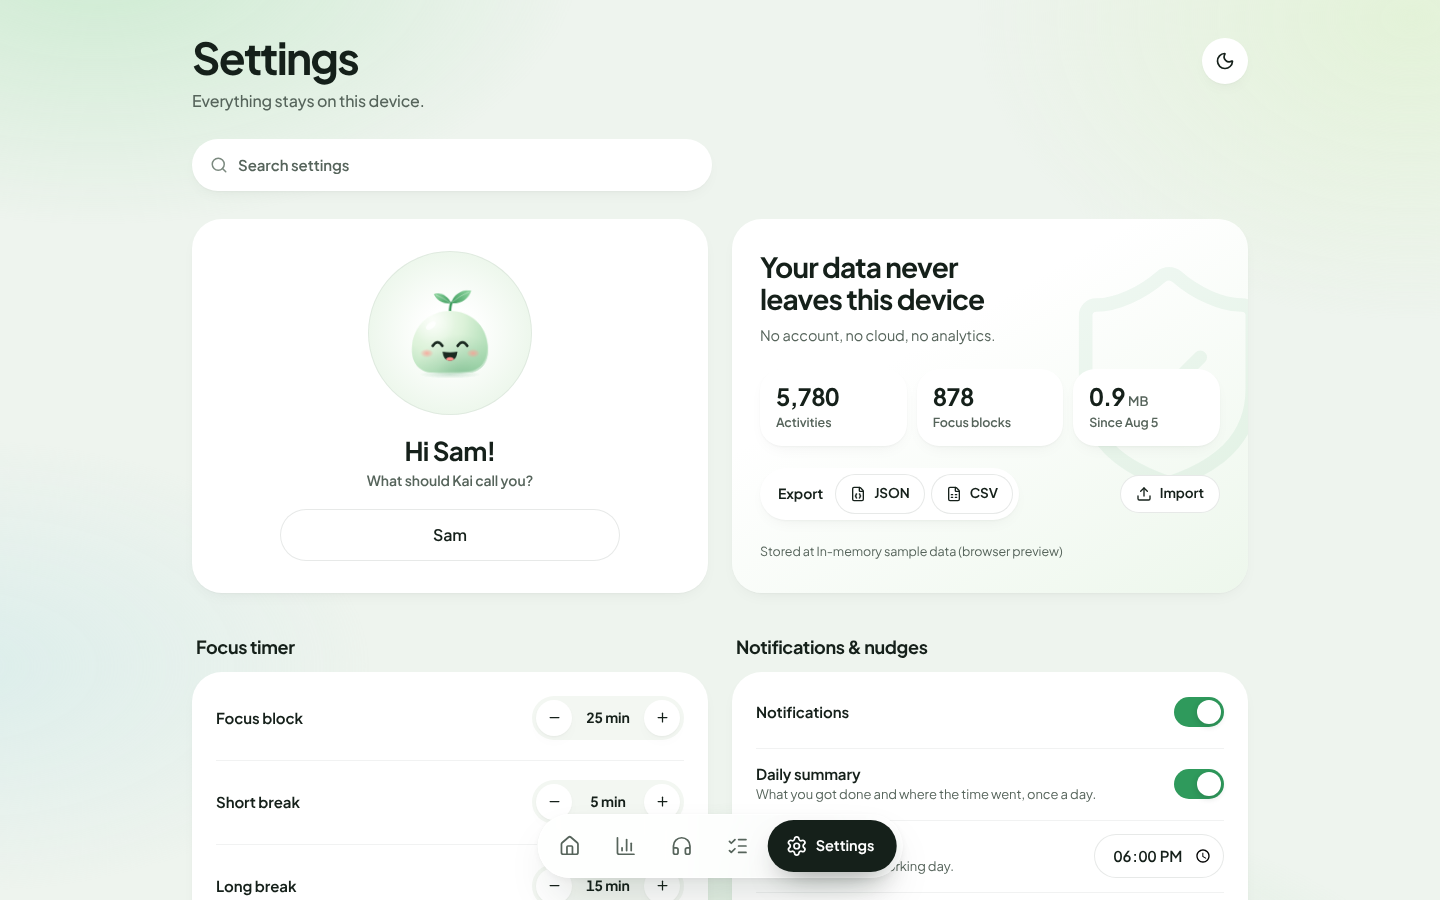 Settings
Everything stays on this device.
Search settings
Hi Sam!
What should Kai call you?
Sam
Your data never
leaves this device
No account, no cloud, no analytics.
5,780
Activities
878
Focus blocks
0.9 MB
Since Aug 5
Export
JSON
CSV
Import
Stored at In-memory sample data (browser preview)
Focus timer
Focus block
25 min
Short break
5 min
Long break
15 min
Notifications & nudges
Notifications
Daily summary
What you got done and where the time went, once a day.
06:00 PM
day.
Settings